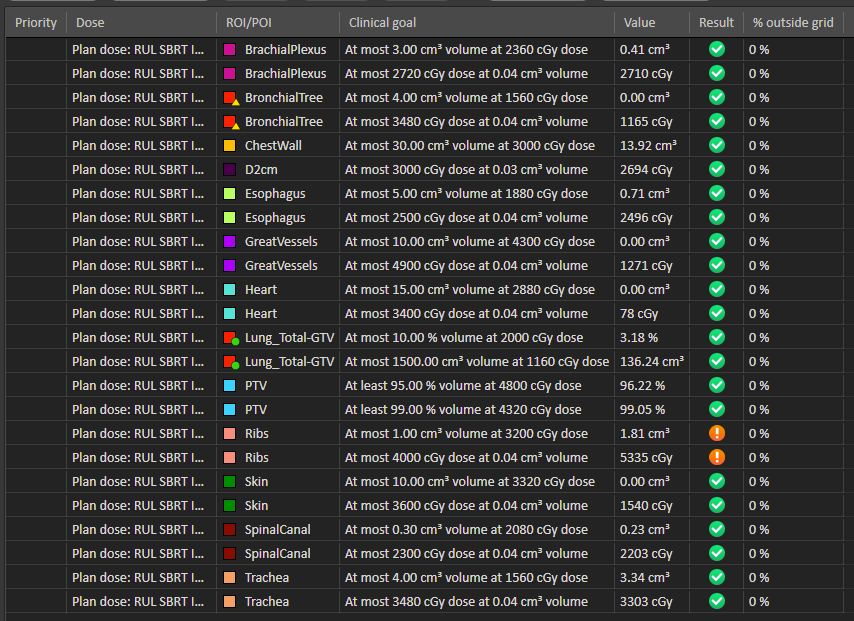 Priority Dose ROI/POI Clinical goal Value Result % outside grid
Plan dose: RUL SBRT I... BrachialPlexus At most 3.00 cm³ volume at 2360 cGy dose 0.41 cm³ 0 %
Plan dose: RUL SBRT I... BrachialPlexus At most 2720 cGy dose at 0.04 cm³ volume 2710 cGy 0 %
Plan dose: RUL SBRT I... BronchialTree At most 4.00 cm³ volume at 1560 cGy dose 0.00 cm³ 0 %
Plan dose: RUL SBRT I... BronchialTree At most 3480 cGy dose at 0.04 cm³ volume 1165 cGy 0 %
Plan dose: RUL SBRT I... ChestWall At most 30.00 cm³ volume at 3000 cGy dose 13.92 cm³ 0 %
Plan dose: RUL SBRT I... D2cm At most 3000 cGy dose at 0.03 cm³ volume 2694 cGy 0 %
Plan dose: RUL SBRT I... Esophagus At most 5.00 cm³ volume at 1880 cGy dose 0.71 cm³ 0 %
Plan dose: RUL SBRT I... Esophagus At most 2500 cGy dose at 0.04 cm³ volume 2496 cGy 0 %
Plan dose: RUL SBRT I... GreatVessels At most 10.00 cm³ volume at 4300 cGy dose 0.00 cm³ 0 %
Plan dose: RUL SBRT I... GreatVessels At most 4900 cGy dose at 0.04 cm³ volume 1271 cGy 0 %
Plan dose: RUL SBRT I... Heart At most 15.00 cm³ volume at 2880 cGy dose 0.00 cm³ 0 %
Plan dose: RUL SBRT I... Heart At most 3400 cGy dose at 0.04 cm³ volume 78 cGy 0 %
Plan dose: RUL SBRT I... Lung_Total-GTV At most 10.00 % volume at 2000 cGy dose 3.18 % 0 %
Plan dose: RUL SBRT I... Lung_Total-GTV At most 1500.00 cm³ volume at 1160 cGy dose 136.24 cm³ 0 %
Plan dose: RUL SBRT I... PTV At least 95.00 % volume at 4800 cGy dose 96.22 % 0 %
Plan dose: RUL SBRT I... PTV At least 99.00 % volume at 4320 cGy dose 99.05 % 0 %
Plan dose: RUL SBRT I... Ribs At most 1.00 cm³ volume at 3200 cGy dose 1.81 cm³ 0 %
Plan dose: RUL SBRT I... Ribs At most 4000 cGy dose at 0.04 cm³ volume 5335 cGy 0 %
Plan dose: RUL SBRT I... Skin At most 10.00 cm³ volume at 3320 cGy dose 0.00 cm³ 0 %
Plan dose: RUL SBRT I... Skin At most 3600 cGy dose at 0.04 cm³ volume 1540 cGy 0 %
Plan dose: RUL SBRT I... SpinalCanal At most 0.30 cm³ volume at 2080 cGy dose 0.23 cm³ 0 %
Plan dose: RUL SBRT I... SpinalCanal At most 2300 cGy dose at 0.04 cm³ volume 2203 cGy 0 %
Plan dose: RUL SBRT I... Trachea At most 4.00 cm³ volume at 1560 cGy dose 3.34 cm³ 0 %
Plan dose: RUL SBRT I... Trachea At most 3480 cGy dose at 0.04 cm³ volume 3303 cGy 0 %